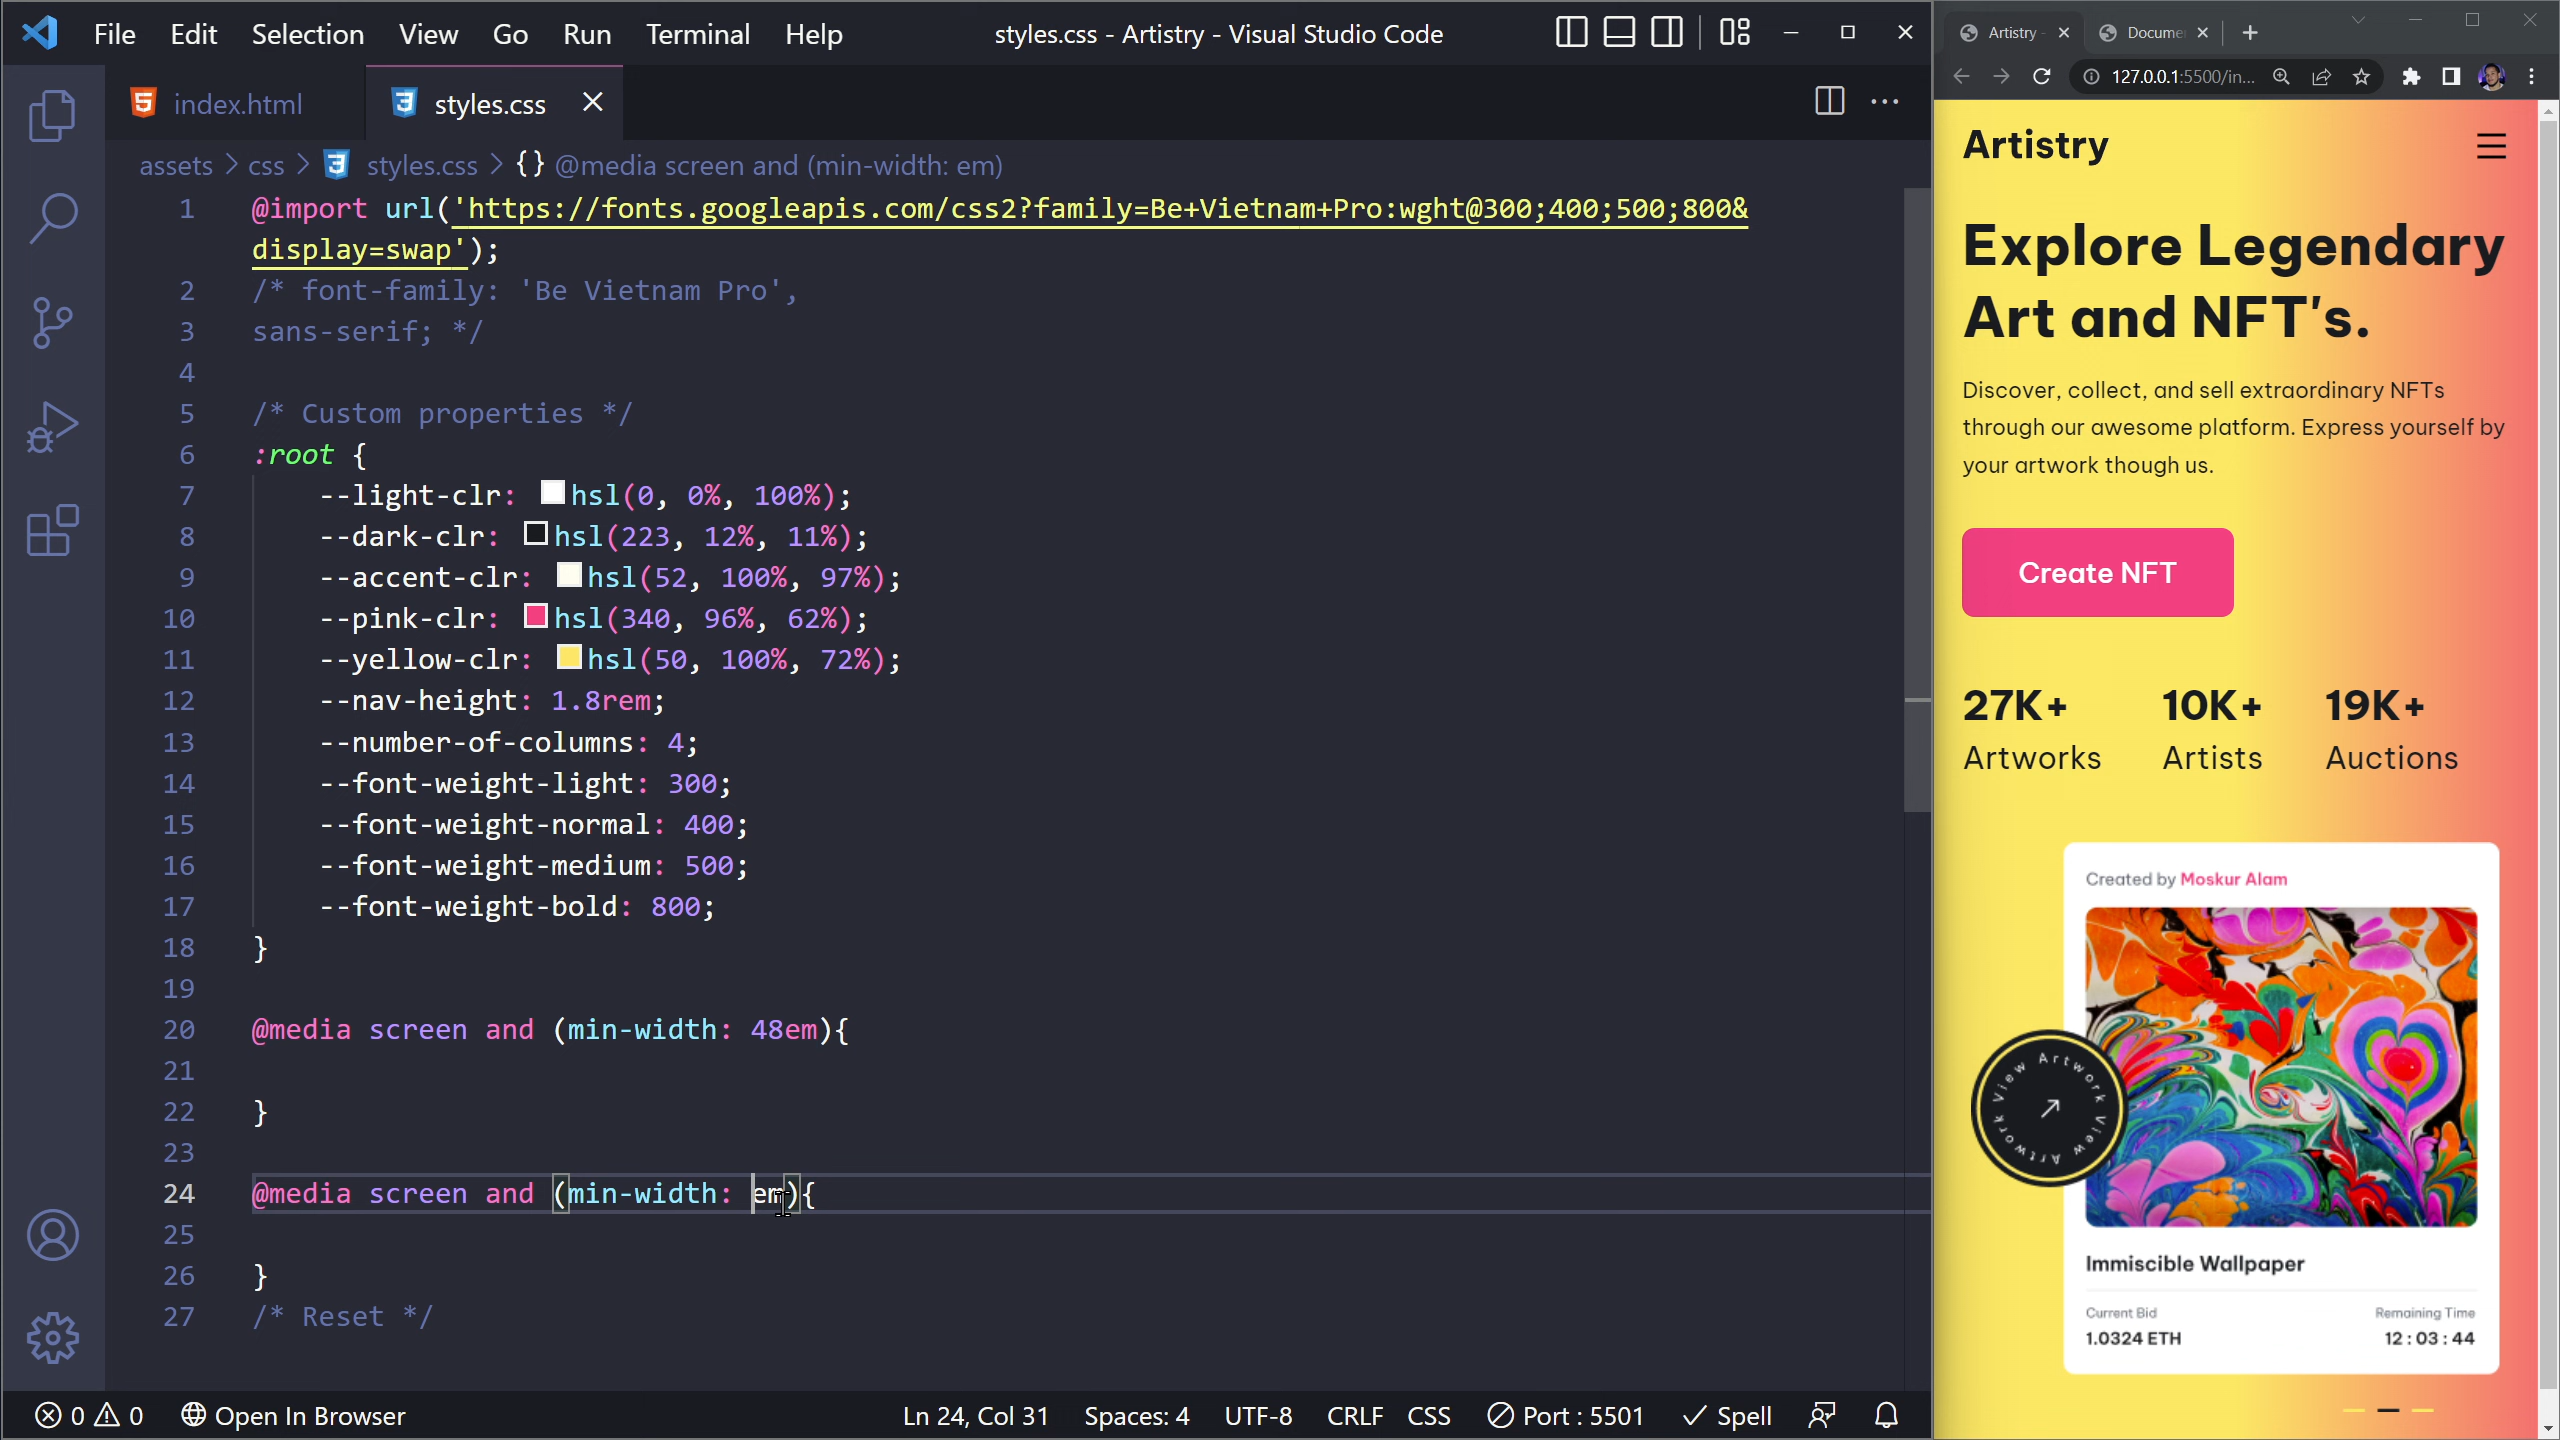 File Edit Selection View Go Run Terminal Help
styles.css - Artistry - Visual Studio Code
index.html
styles.css
assets > css > styles.css > {} @media screen and (min-width: em)
1 @import url('https://fonts.googleapis.com/css2?family=Be+Vietnam+Pro:wght@300;400;500;800&
display=swap');
2 /* font-family: 'Be Vietnam Pro',
3 sans-serif; */
4
5 /* Custom properties */
6 :root {
7 --light-clr: hsl(0, 0%, 100%);
8 --dark-clr: hsl(223, 12%, 11%);
9 --accent-clr: hsl(52, 100%, 97%);
10 --pink-clr: hsl(340, 96%, 62%);
11 --yellow-clr: hsl(50, 100%, 72%);
12 --nav-height: 1.8rem;
13 --number-of-columns: 4;
14 --font-weight-light: 300;
15 --font-weight-normal: 400;
16 --font-weight-medium: 500;
17 --font-weight-bold: 800;
18 }
19
20 @media screen and (min-width: 48em){
21
22 }
23
24 @media screen and (min-width: em){
25
26 }
27 /* Reset */
0 0 Open In Browser
Ln 24, Col 31 Spaces: 4 UTF-8 CRLF CSS Port : 5501 Spell
Artistry
Docume
127.0.0.1:5500/in...
Artistry
Explore Legendary
Art and NFT's.
Discover, collect, and sell extraordinary NFTs
through our awesome platform. Express yourself by
your artwork though us.
Create NFT
27K+ 10K+ 19K+
Artworks Artists Auctions
Created by Moskur Alam
View Artwork View Artwork
Immiscible Wallpaper
Current Bid Remaining Time
1.0324 ETH 12 : 03 : 44